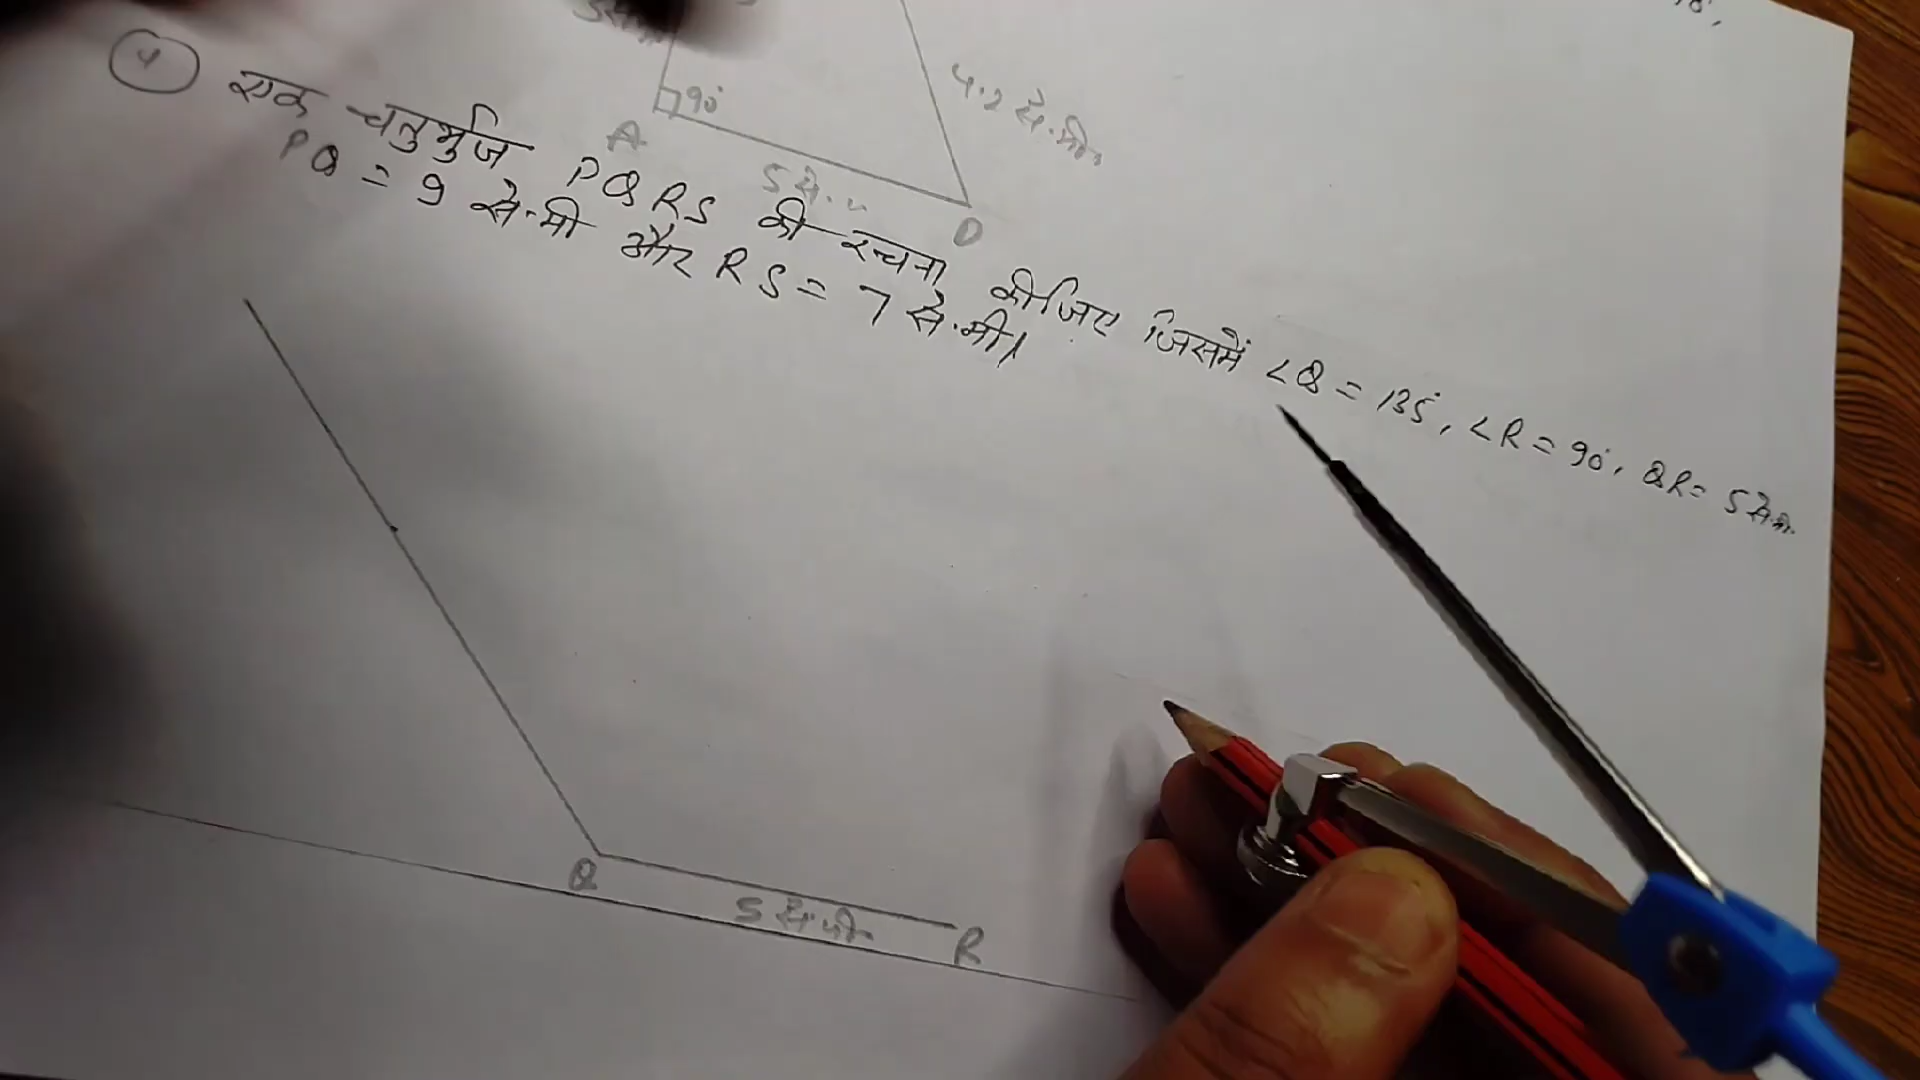 90°
4.2 से.मी.
A
5 से.
D
4
एक चतुर्भुज PQRS की रचना कीजिए जिसमें ∠Q = 135°, ∠R = 90°, QR = 5 से.मी.
PQ = 9 से.मी और RS = 7 से.मी।
Q
5 से.मी.
R